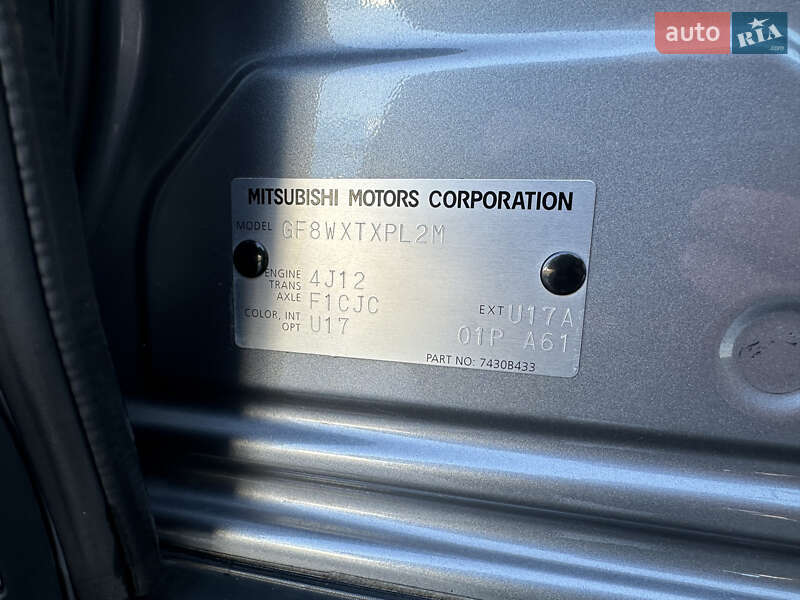 auto RIA.com
MITSUBISHI MOTORS CORPORATION
MODEL GF8WXTXPL2M
ENGINE 4J12
TRANS AXLE F1CJC EXT U17A
COLOR, INT OPT U17 01P A61
PART NO: 7430B433